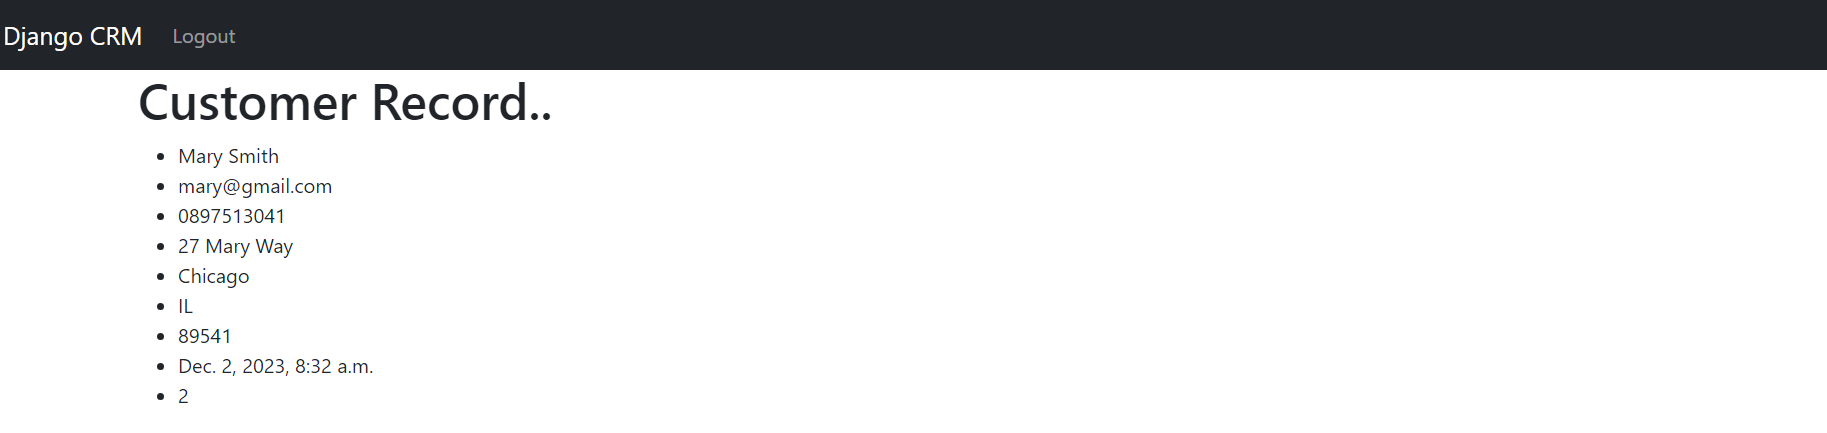 Django CRM Logout
Customer Record..
Mary Smith
mary@gmail.com
0897513041
27 Mary Way
Chicago
IL
89541
Dec. 2, 2023, 8:32 a.m.
2